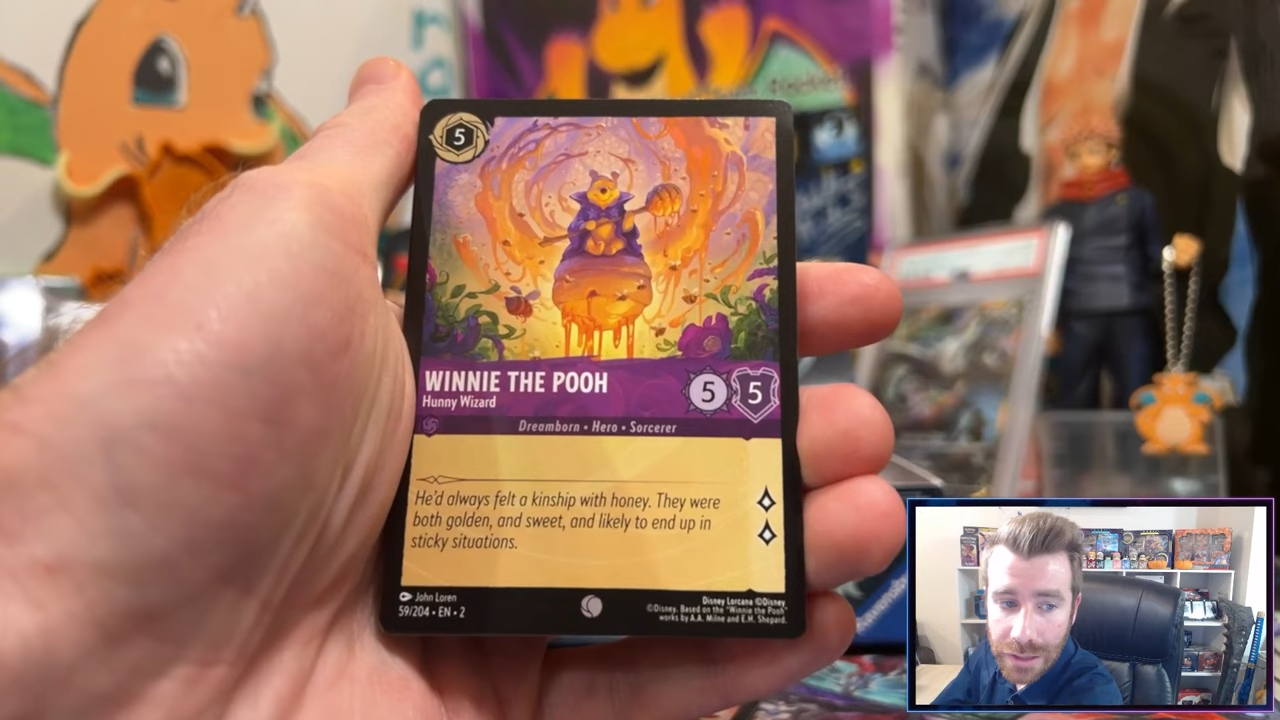 5
WINNIE THE POOH
Hunny Wizard
5
5
Dreamborn • Hero • Sorcerer
He'd always felt a kinship with honey. They were
both golden, and sweet, and likely to end up in
sticky situations.
John Loren
59/204 • EN • 2
Disney Lorcana ©Disney
©Disney. Based on the "Winnie the Pooh"
works by A.A. Milne and E.H. Shepard.